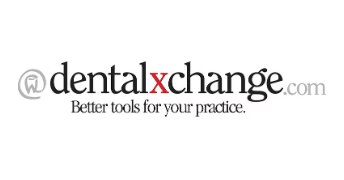 @dentalxchange.com
Better tools for your practice.